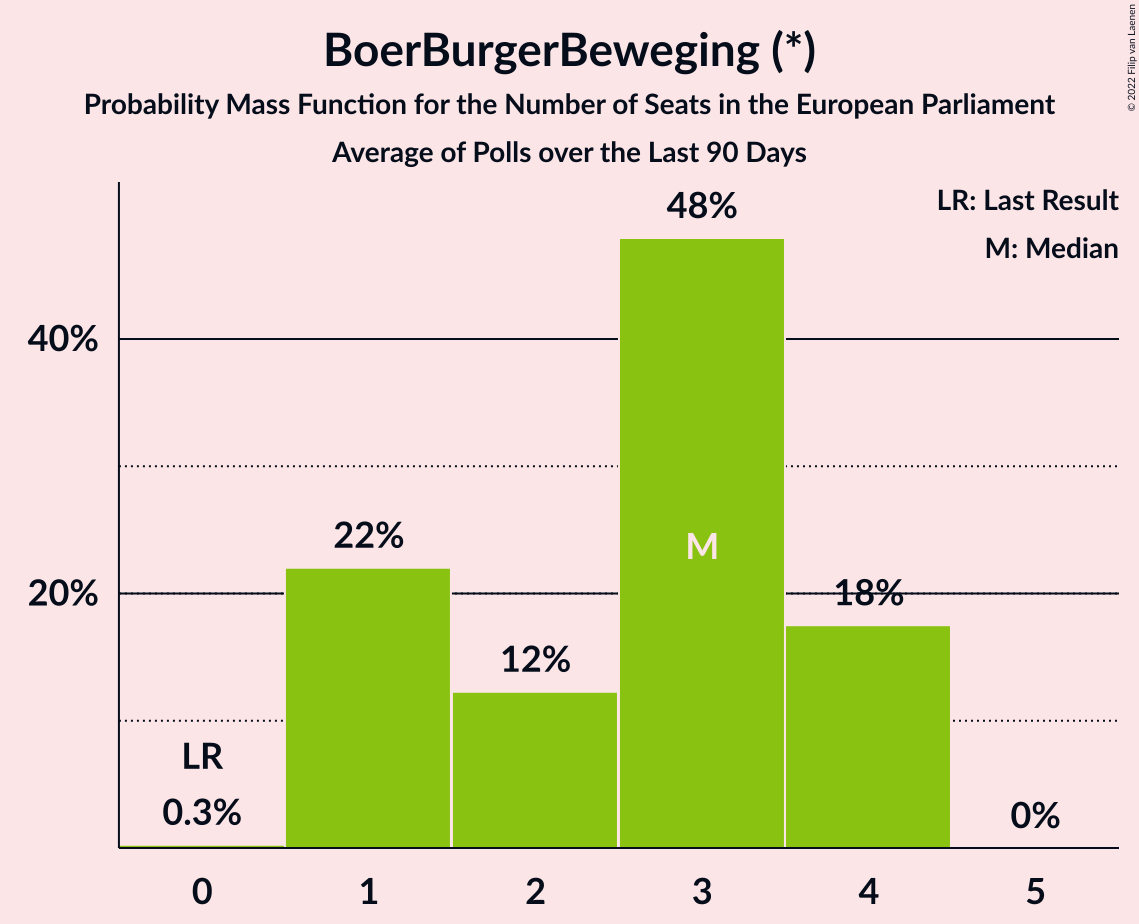 BoerBurgerBeweging (*)
Probability Mass Function for the Number of Seats in the European Parliament
Average of Polls over the Last 90 Days
© 2022 Filip van Laenen
LR: Last Result
M: Median
48%
40%
22%
M
20%
18%
12%
LR
0.3%
0%
0 1 2 3 4 5